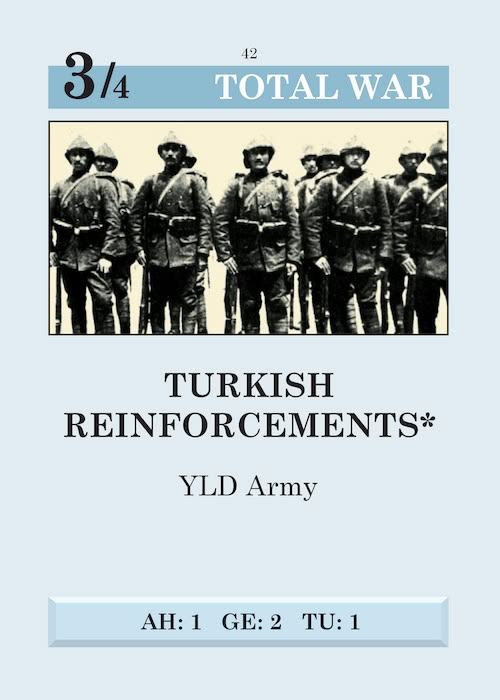 42
3/4 TOTAL WAR
TURKISH
REINFORCEMENTS*
YLD Army
AH: 1 GE: 2 TU: 1